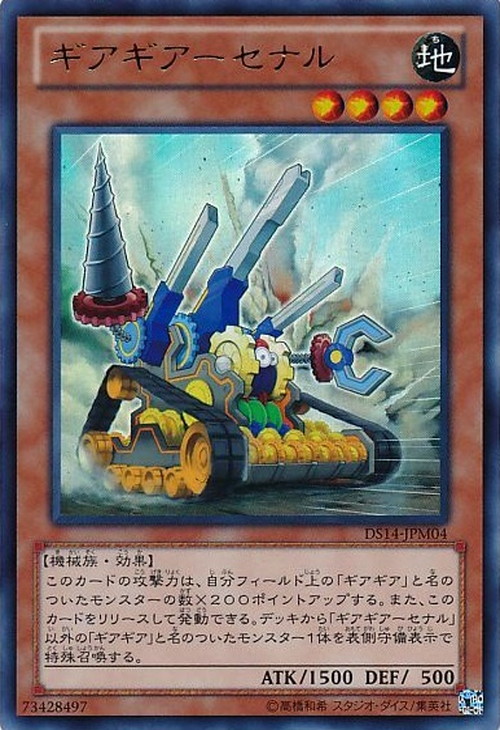 ギアギアーセナル
地
DS14-JPM04
【機械族・効果】
このカードの攻撃力は、自分フィールド上の「ギアギア」と名の
ついたモンスターの数×200ポイントアップする。また、この
カードをリリースして発動できる。デッキから「ギアギアーセナル」
以外の「ギアギア」と名のついたモンスター1体を表側守備表示で
特殊召喚する。
ATK/1500 DEF/ 500
73428497
©高橋和希 スタジオ・ダイス/集英社